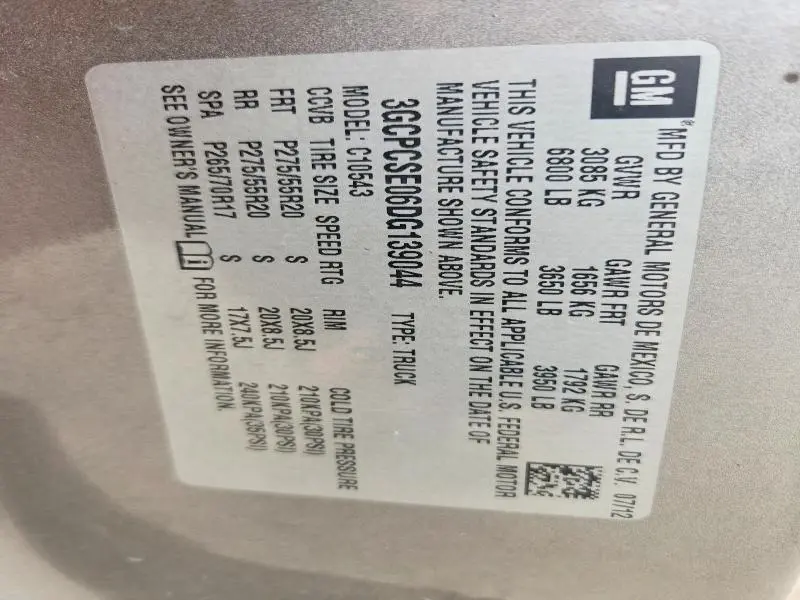 GM
®MFD BY GENERAL MOTORS DE MEXICO, S. DE R.L. DE C.V. 07/12
GVWR GAWR FRT GAWR RR
3085 KG 1656 KG 1792 KG
6800 LB 3650 LB 3950 LB
THIS VEHICLE CONFORMS TO ALL APPLICABLE U.S. FEDERAL MOTOR
VEHICLE SAFETY STANDARDS IN EFFECT ON THE DATE OF
MANUFACTURE SHOWN ABOVE.
3GCPCSE06DG139044 TYPE: TRUCK
MODEL: C10543
CCVB TIRE SIZE SPEED RTG RIM COLD TIRE PRESSURE
FRT P275/55R20 S 20X8.5J 210KPA(30PSI)
RR P275/55R20 S 20X8.5J 210KPA(30PSI)
SPA P265/70R17 S 17X7.5J 240KPA(35PSI)
SEE OWNER'S MANUAL FOR MORE INFORMATION.